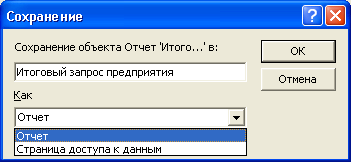 Сохранение
Сохранение объекта Отчет 'Итого...' в:
OK
Итоговый запрос предприятия
Отмена
Как
Отчет
Отчет
Страница доступа к данным